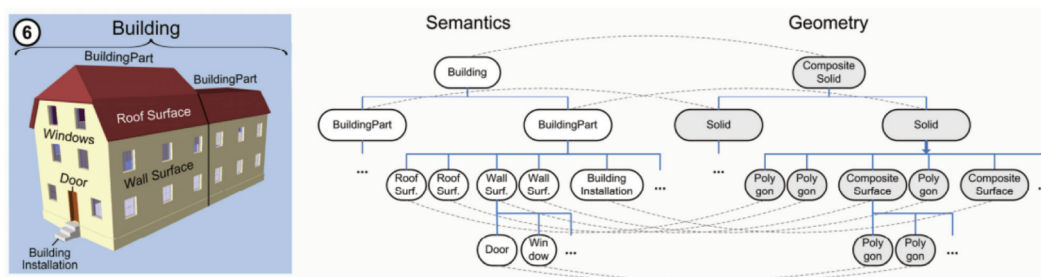 6
Building
BuildingPart
BuildingPart
Roof Surface
Windows
Wall Surface
Door
Building
Installation
Semantics
Geometry
Building
Composite
Solid
BuildingPart
BuildingPart
Solid
Solid
...
Roof
Surf.
Roof
Surf.
Wall
Surf.
Wall
Surf.
Building
Installation
...
...
Poly
gon
Poly
gon
Composite
Surface
Poly
gon
Composite
Surface
Door
Win
dow
...
Poly
gon
Poly
gon
...